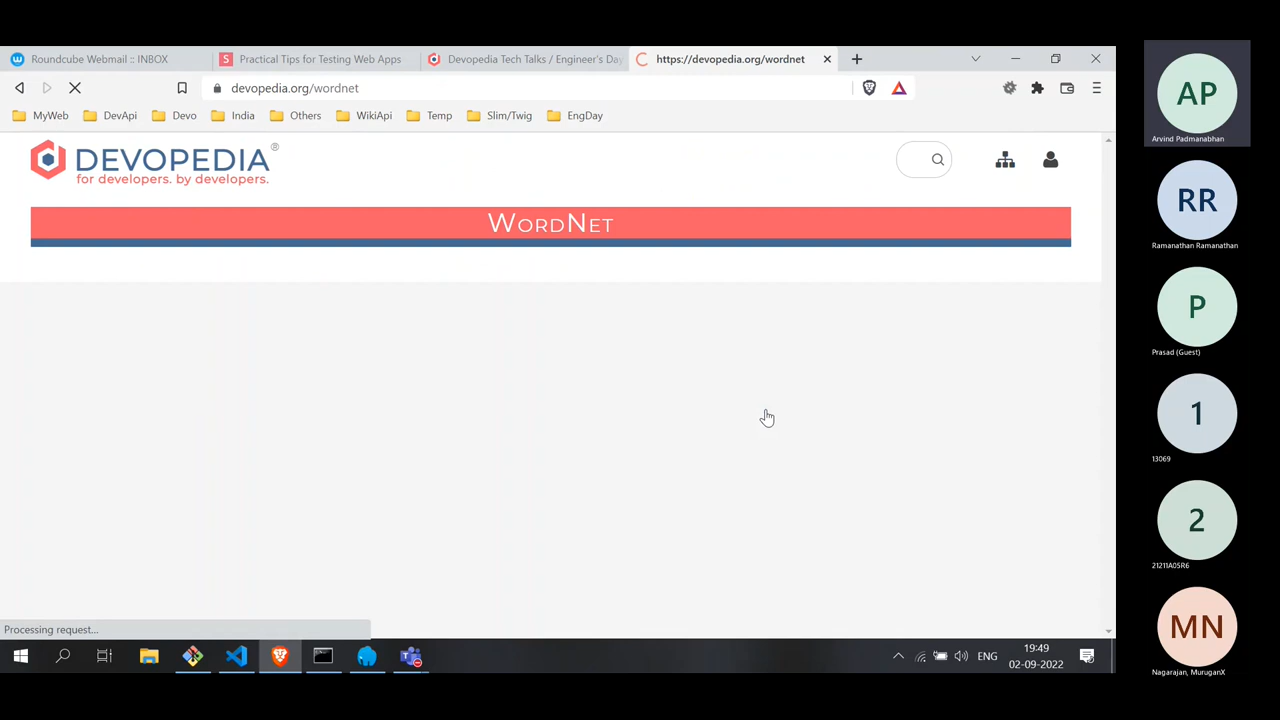 Roundcube Webmail :: INBOX
Practical Tips for Testing Web Apps
Devopedia Tech Talks / Engineer's Day
https://devopedia.org/wordnet
devopedia.org/wordnet
MyWeb
DevApi
Devo
India
Others
WikiApi
Temp
Slim/Twig
EngDay
DEVOPEDIA®
for developers. by developers.
WORDNET
Processing request...
ENG
19:49
02-09-2022
AP
Arvind Padmanabhan
RR
Ramanathan Ramanathan
P
Prasad (Guest)
1
13069
2
21211A05R6
MN
Nagarajan, MuruganX